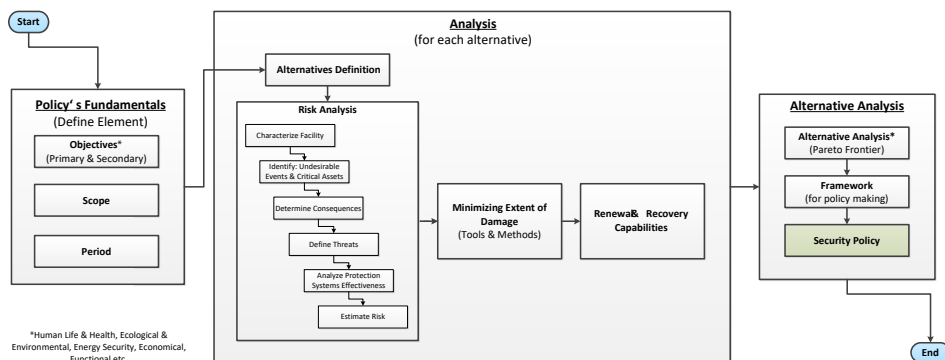 Start
Policy‘ s Fundamentals
(Define Element)
Objectives*
(Primary & Secondary)
Scope
Period
*Human Life & Health, Ecological &
Environmental, Energy Security, Economical,
Functional etc.
Analysis
(for each alternative)
Alternatives Definition
Risk Analysis
Characterize Facility
Identify: Undesirable
Events & Critical Assets
Determine Consequences
Define Threats
Analyze Protection
Systems Effectiveness
Estimate Risk
Minimizing Extent of
Damage
(Tools & Methods)
Renewal& Recovery
Capabilities
Alternative Analysis
Alternative Analysis*
(Pareto Frontier)
Framework
(for policy making)
Security Policy
End